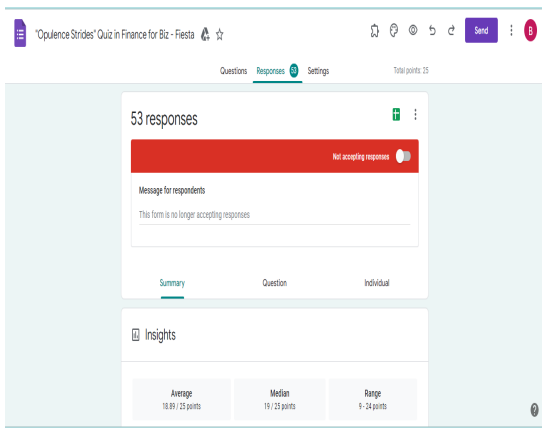 "Opulence Strides" Quiz in Finance for Biz - Fiesta
Send
B
Questions Responses 53 Settings
Total points: 25
53 responses
Not accepting responses
Message for respondents
This form is no longer accepting responses
Summary Question Individual
Insights
Average Median Range
18.89 / 25 points 19 / 25 points 9 - 24 points